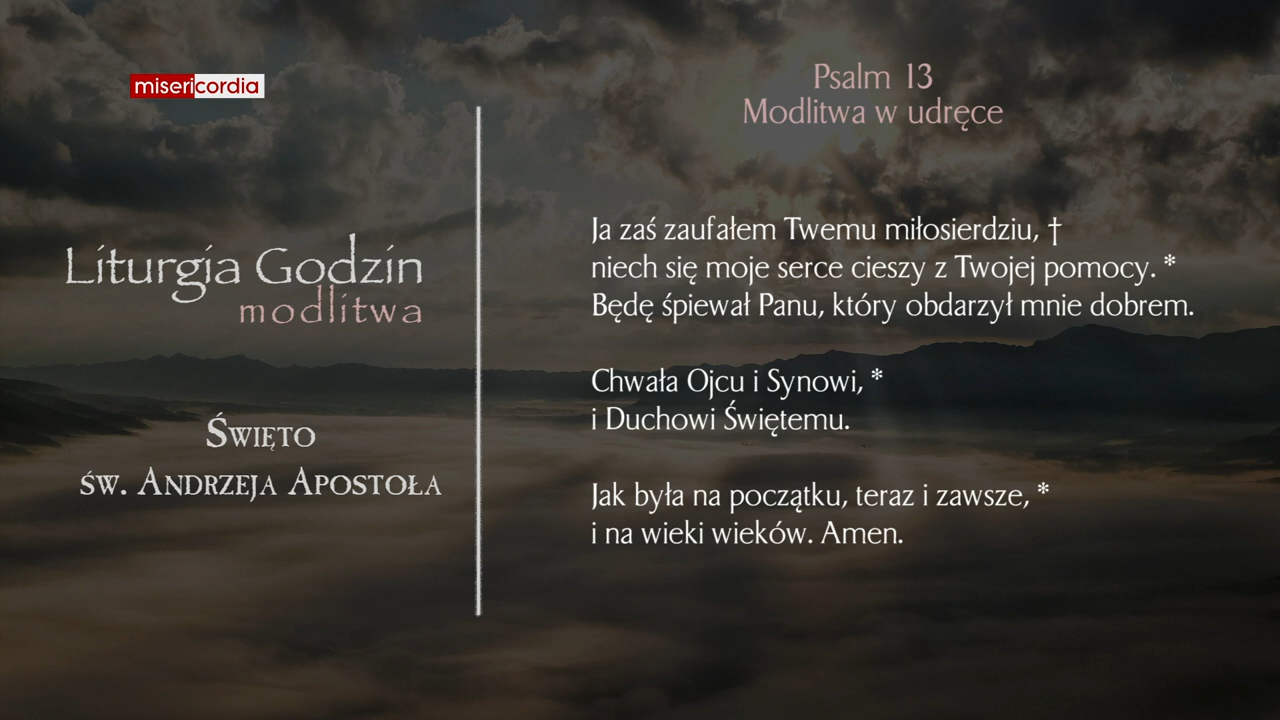 misericordia
Liturgia Godzin
modlitwa
Święto
św. Andrzeja Apostoła
Psalm 13
Modlitwa w udręce
Ja zaś zaufałem Twemu miłosierdziu, †
niech się moje serce cieszy z Twojej pomocy. *
Będę śpiewał Panu, który obdarzył mnie dobrem.
Chwała Ojcu i Synowi, *
i Duchowi Świętemu.
Jak była na początku, teraz i zawsze, *
i na wieki wieków. Amen.